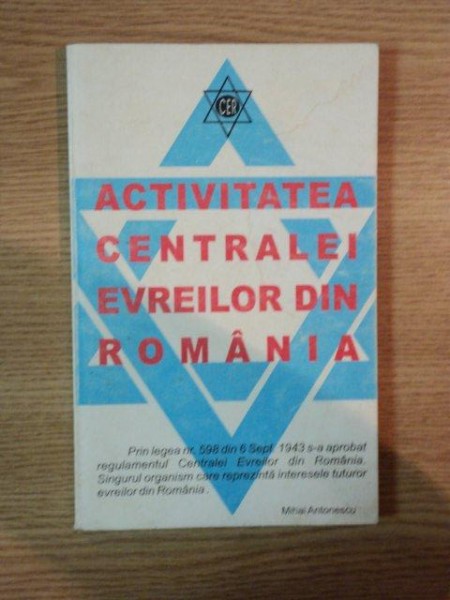 CER
ACTIVITATEA
CENTRALEI
EVREILOR DIN
ROMÂNIA
Prin legea nr. 598 din 6 Sept. 1943 s-a aprobat
regulamentul Centralei Evreilor din România.
Singurul organism care reprezintă interesele tuturor
evreilor din România.
Mihai Antonescu